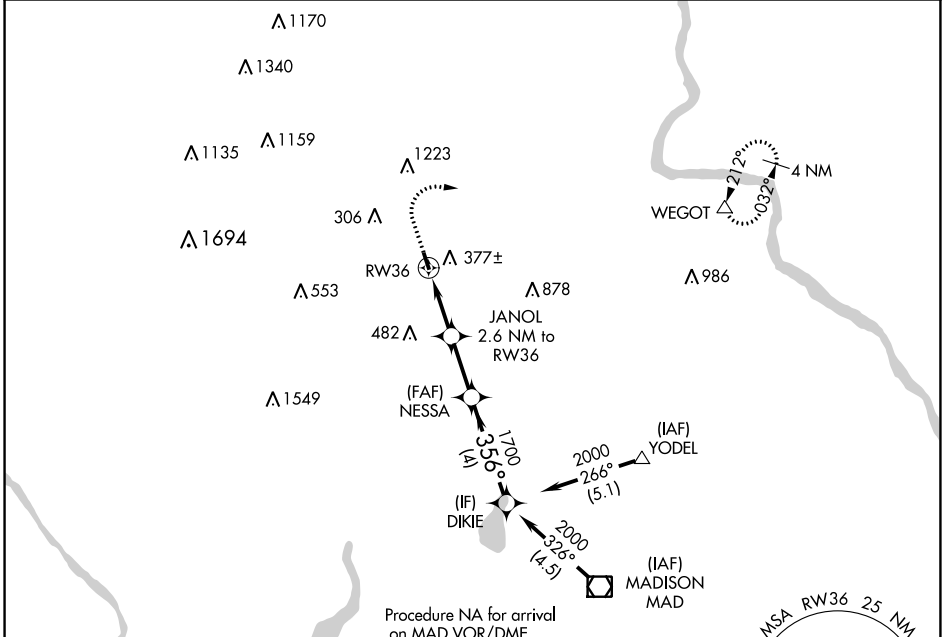 1170
1340
1135
1159
1223
212°
4 NM
032°
WEGOT
306
1694
RW36
377±
986
553
878
JANOL
2.6 NM to
RW36
482
(FAF)
NESSA
1549
1700
356°
(4)
(IAF)
YODEL
2000
266°
(5.1)
(IF)
DIKIE
2000
326°
(4.5)
(IAF)
MADISON
MAD
Procedure NA for arrival
on MAD VOR/DME
MSA RW36 25 NM